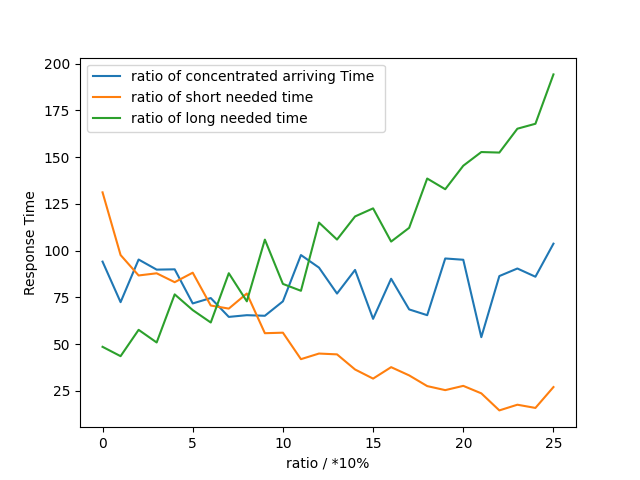 200
175
150
125
100
75
50
25
Response Time
ratio of concentrated arriving Time
ratio of short needed time
ratio of long needed time
0 5 10 15 20 25
ratio / *10%